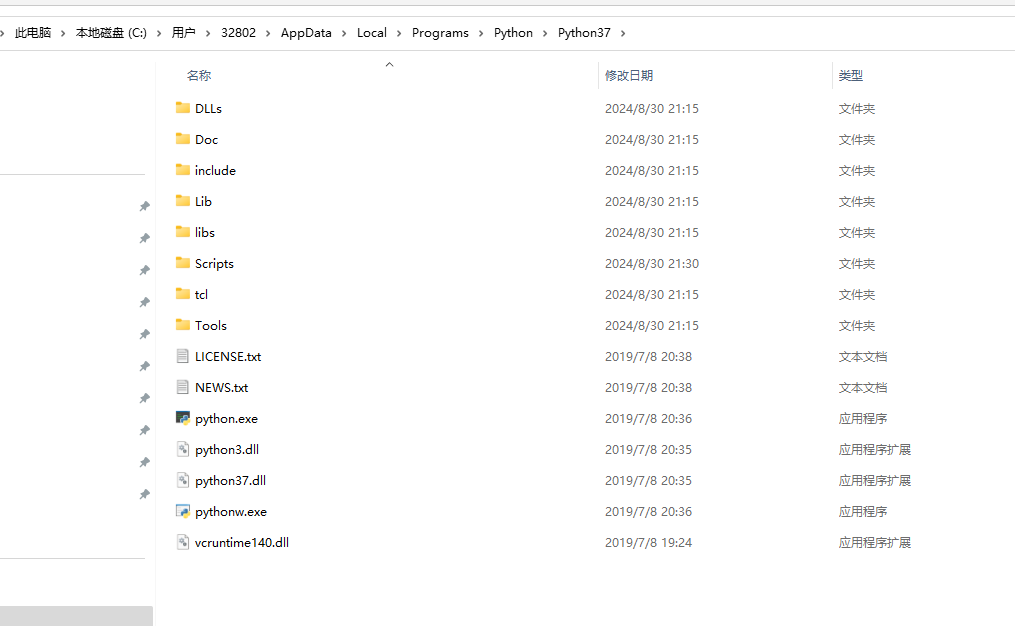 此电脑 › 本地磁盘 (C:) › 用户 › 32802 › AppData › Local › Programs › Python › Python37 ›
名称 修改日期 类型
DLLs 2024/8/30 21:15 文件夹
Doc 2024/8/30 21:15 文件夹
include 2024/8/30 21:15 文件夹
Lib 2024/8/30 21:15 文件夹
libs 2024/8/30 21:15 文件夹
Scripts 2024/8/30 21:30 文件夹
tcl 2024/8/30 21:15 文件夹
Tools 2024/8/30 21:15 文件夹
LICENSE.txt 2019/7/8 20:38 文本文档
NEWS.txt 2019/7/8 20:38 文本文档
python.exe 2019/7/8 20:36 应用程序
python3.dll 2019/7/8 20:35 应用程序扩展
python37.dll 2019/7/8 20:35 应用程序扩展
pythonw.exe 2019/7/8 20:36 应用程序
vcruntime140.dll 2019/7/8 19:24 应用程序扩展